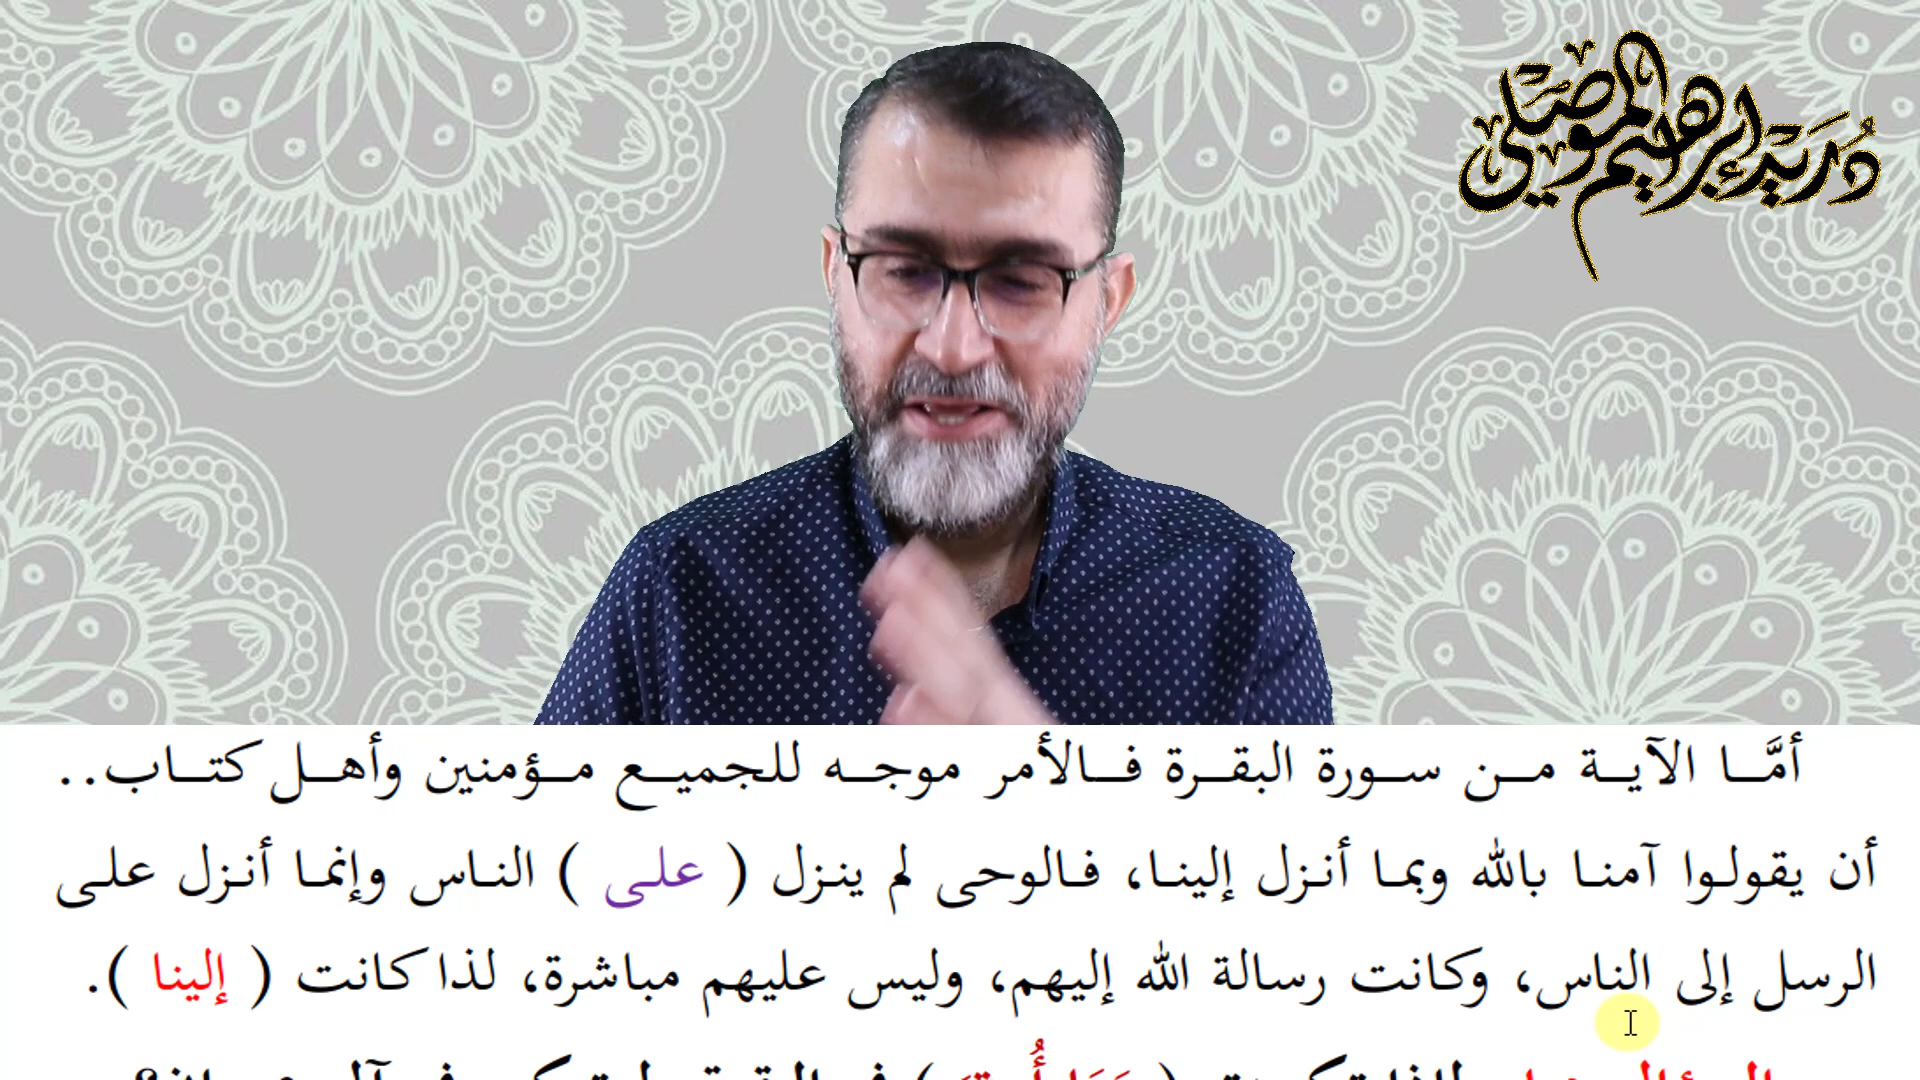 دُرَيْد إبراهيم الموصلي
أمَّا الآية من سورة البقرة فالأمر موجه للجميع مؤمنين وأهل كتاب..
أن يقولوا آمنا بالله وبما أنزل إلينا، فالوحى لم ينزل ( على ) الناس وإنما أنزل على
الرسل إلى الناس، وكانت رسالة الله إليهم، وليس عليهم مباشرة، لذا كانت ( إلينا ).